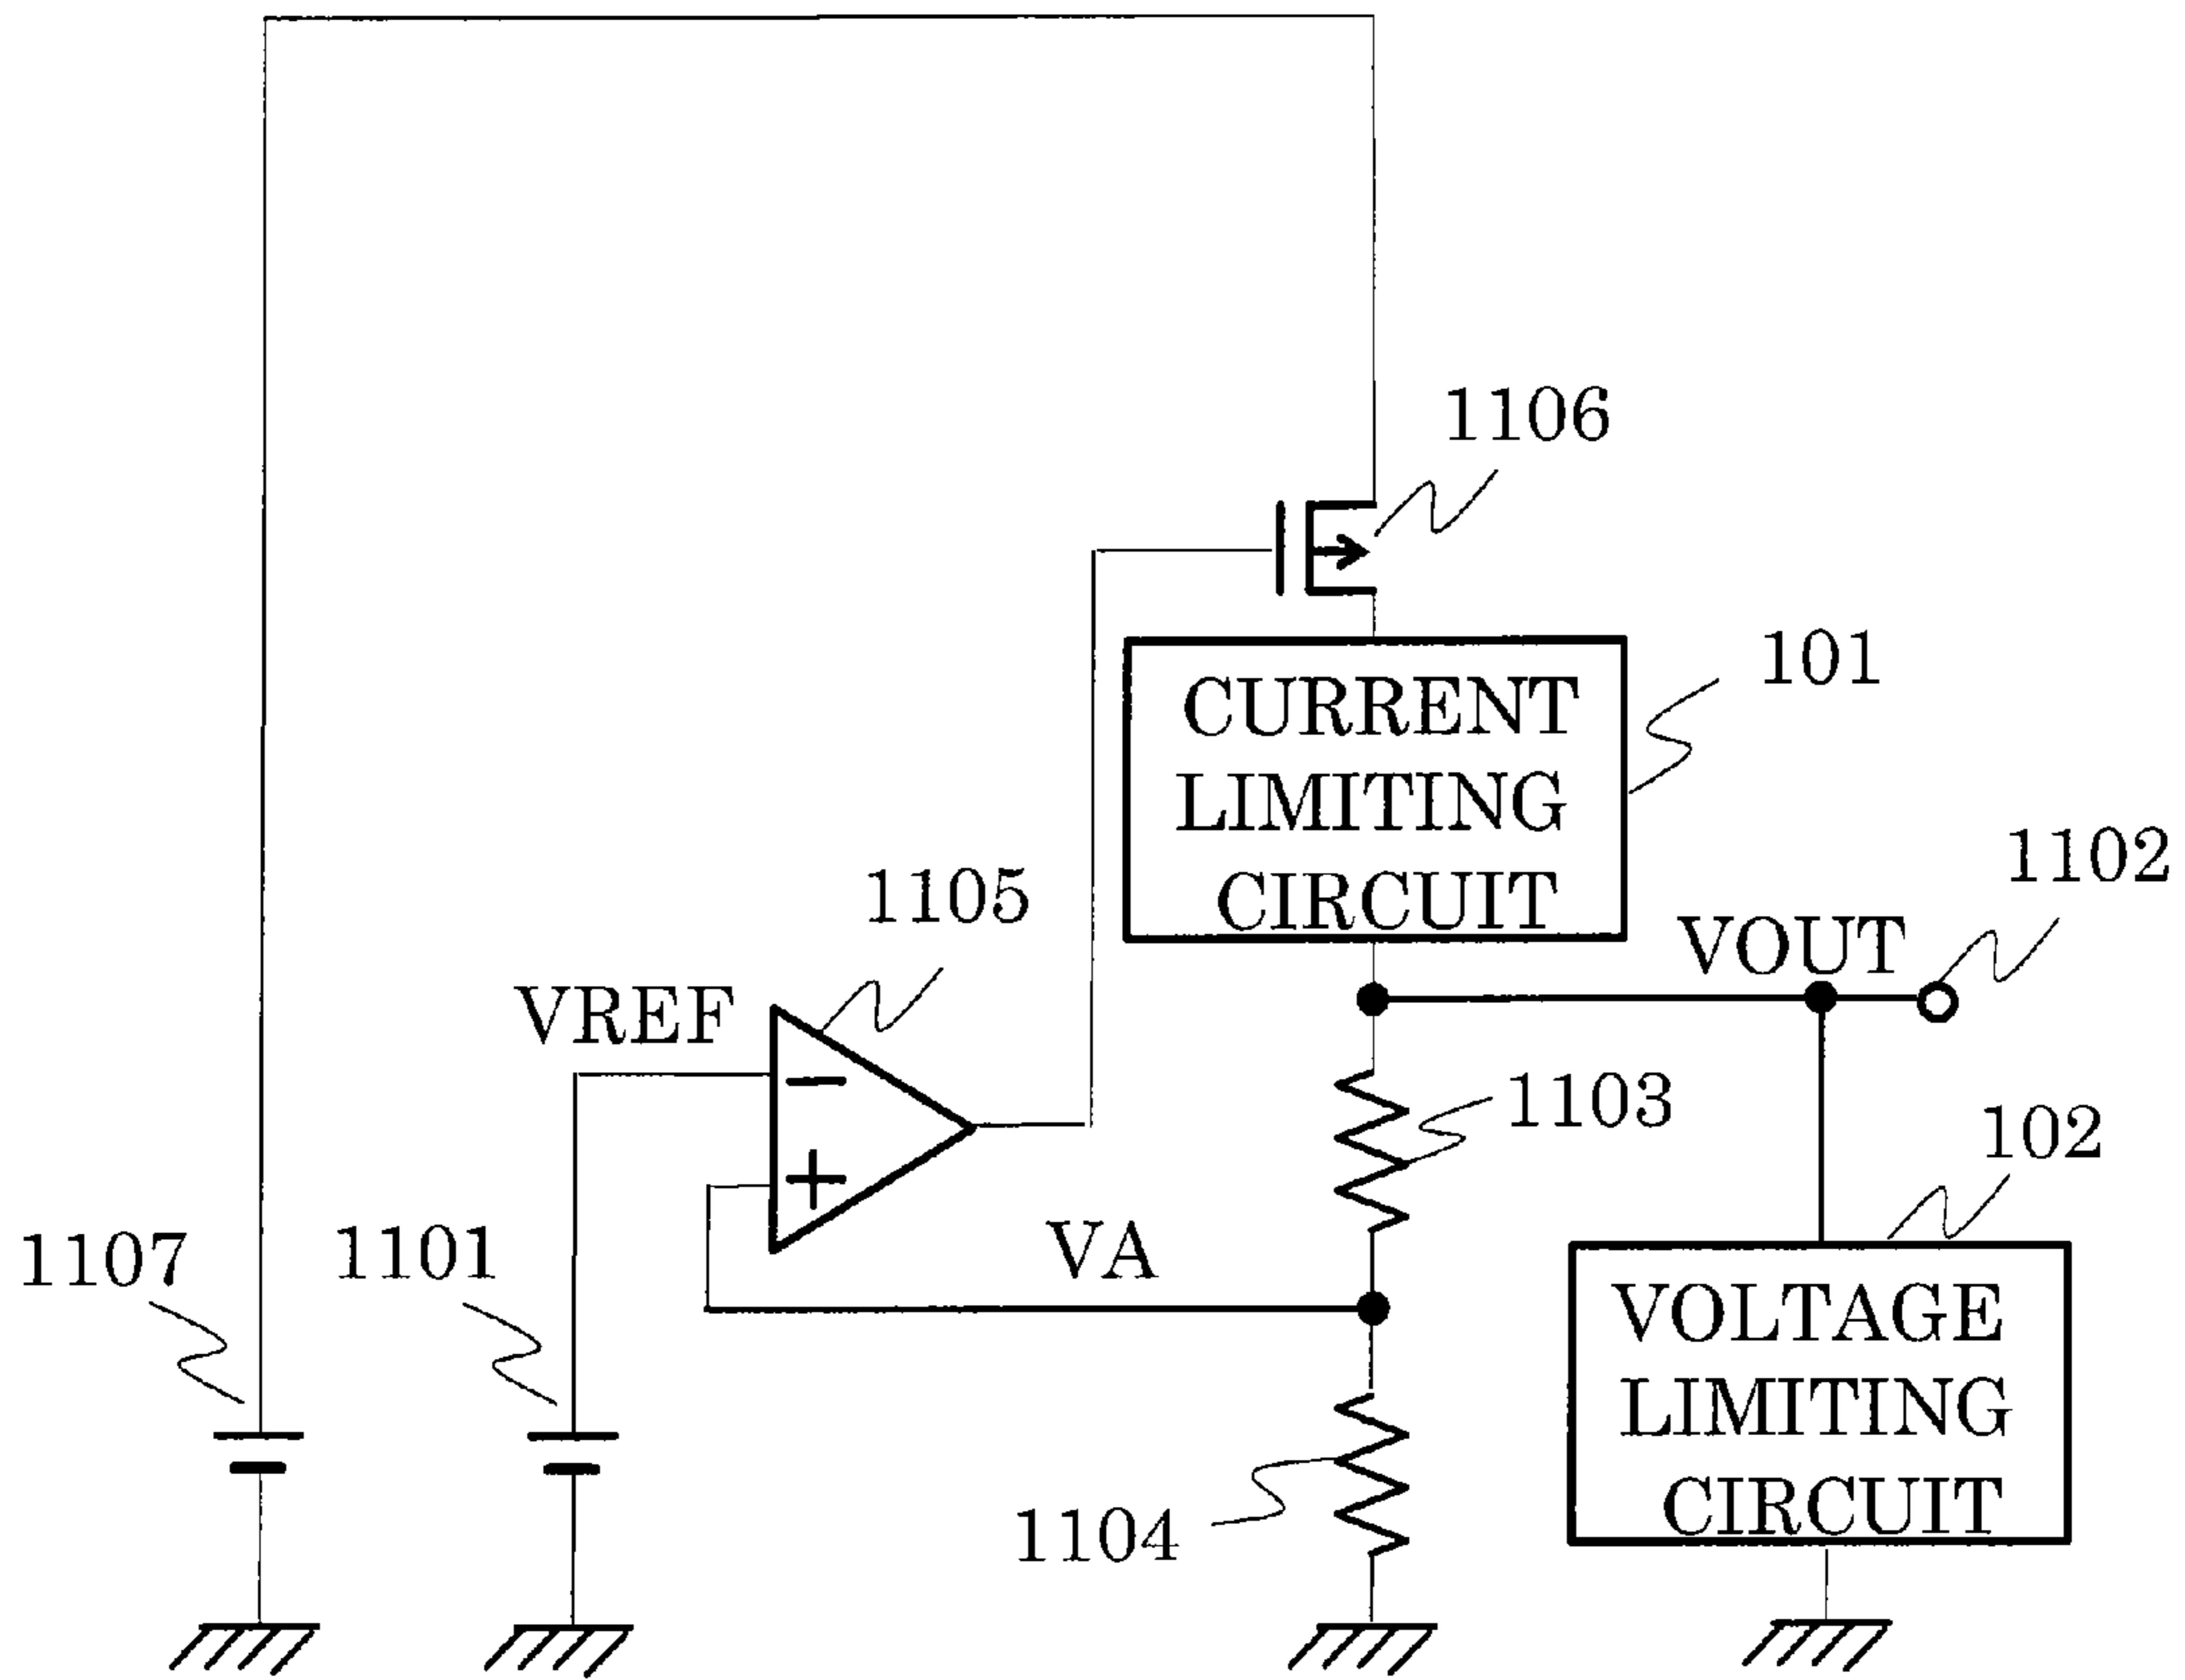 1106
101
CURRENT
LIMITING
CIRCUIT
1102
1105
VOUT
VREF
−
+
1103
102
VA
1107
1101
VOLTAGE
LIMITING
CIRCUIT
1104